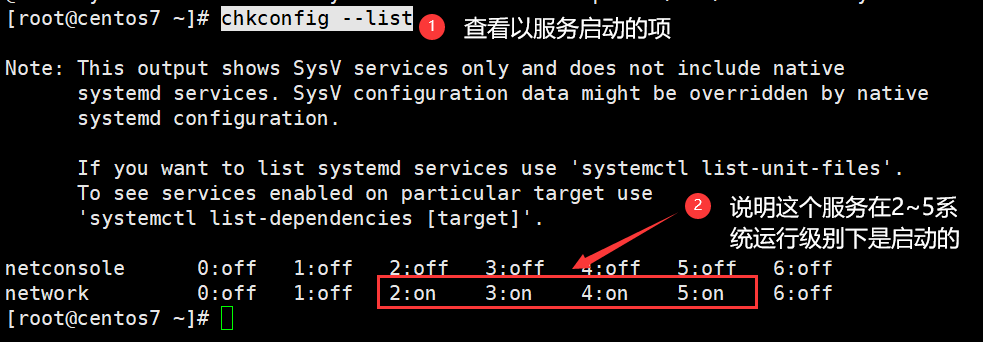 [root@centos7 ~]# chkconfig --list
1 查看以服务启动的项
Note: This output shows SysV services only and does not include native
systemd services. SysV configuration data might be overridden by native
systemd configuration.
If you want to list systemd services use 'systemctl list-unit-files'.
To see services enabled on particular target use
'systemctl list-dependencies [target]'.
2 说明这个服务在2~5系
统运行级别下是启动的
netconsole 0:off 1:off 2:off 3:off 4:off 5:off 6:off
network 0:off 1:off 2:on 3:on 4:on 5:on 6:off
[root@centos7 ~]#